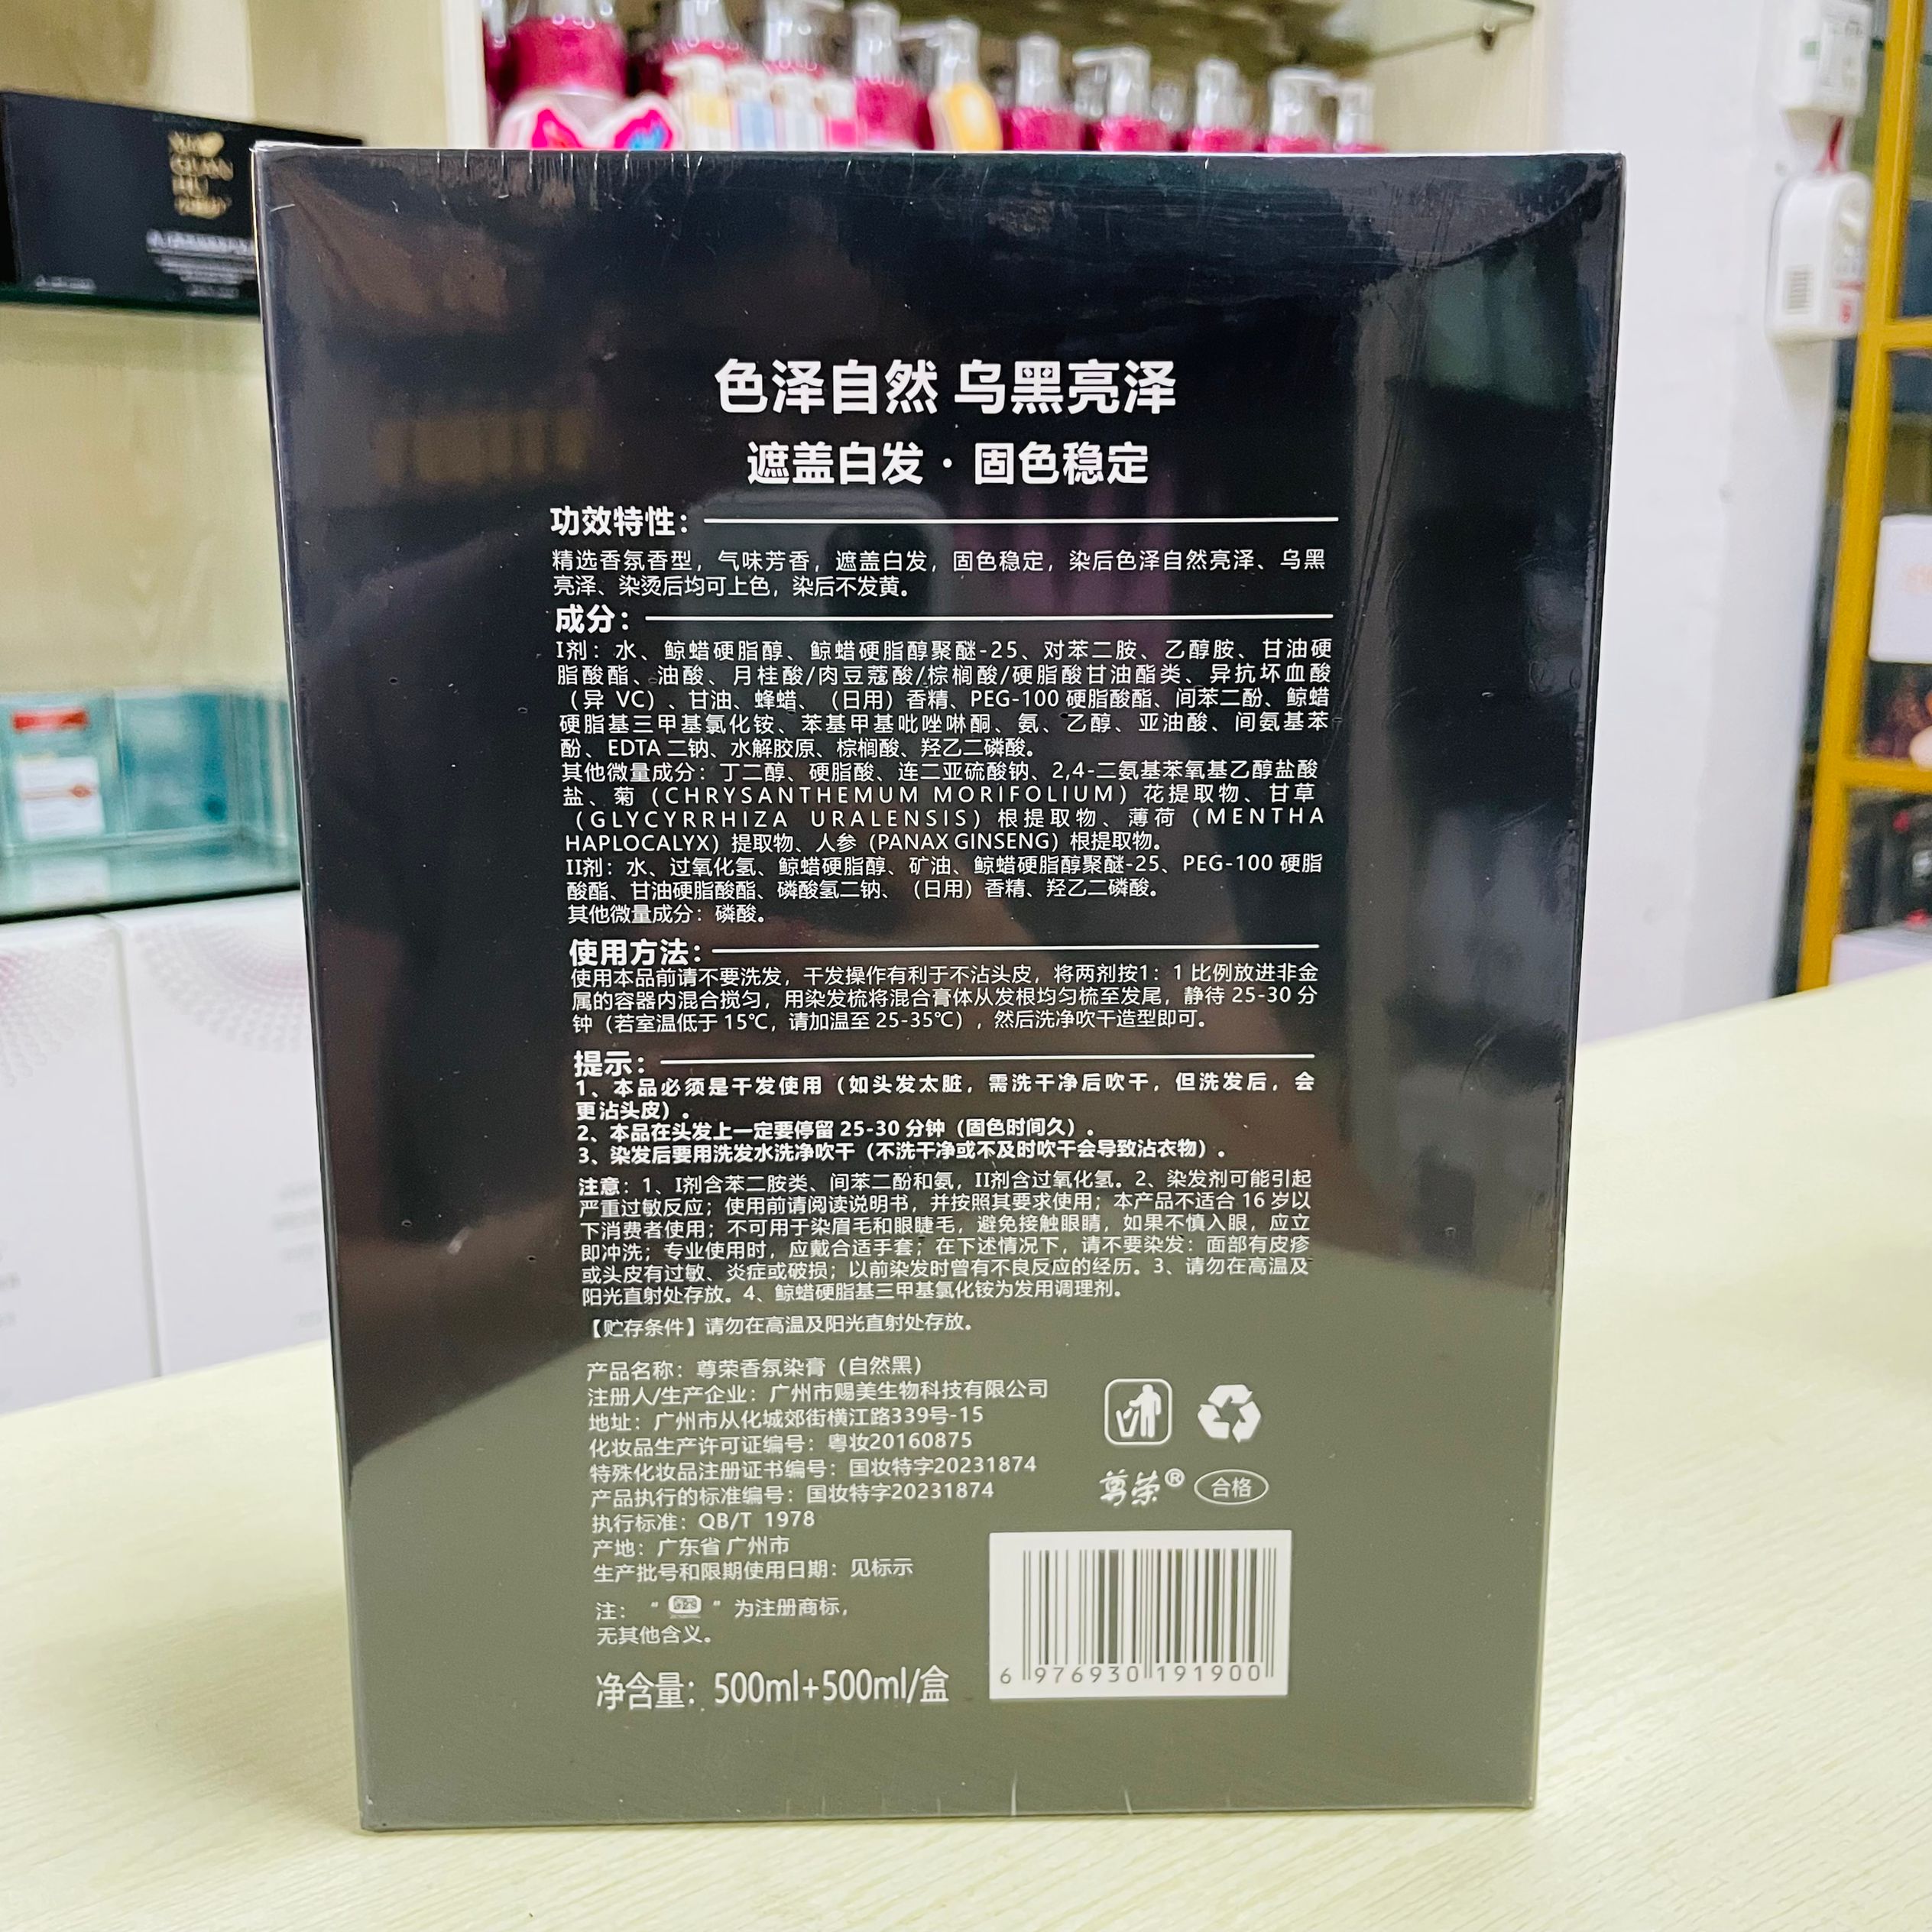 色泽自然 乌黑亮泽
遮盖白发·固色稳定
功效特性：
精选香氛香型，气味芳香，遮盖白发，固色稳定，染后色泽自然亮泽、乌黑
亮泽、染烫后均可上色，染后不发黄。
成分：
I剂：水、鲸蜡硬脂醇、鲸蜡硬脂醇聚醚-25、对苯二胺、乙醇胺、甘油硬
脂酸酯、油酸、月桂酸/肉豆蔻酸/棕榈酸/硬脂酸甘油酯类、异抗坏血酸
（异 VC）、甘油、蜂蜡、（日用）香精、PEG-100 硬脂酸酯、间苯二酚、鲸蜡
硬脂基三甲基氯化铵、苯基甲基吡唑啉酮、氨、乙醇、亚油酸、间氨基苯
酚、EDTA 二钠、水解胶原、棕榈酸、羟乙二磷酸。
其他微量成分：丁二醇、硬脂酸、连二亚硫酸钠、2,4-二氨基苯氧基乙醇盐酸
盐、菊（CHRYSANTHEMUM MORIFOLIUM）花提取物、甘草
（GLYCYRRHIZA URALENSIS）根提取物、薄荷（MENTHA
HAPLOCALYX）提取物、人参（PANAX GINSENG）根提取物。
II剂：水、过氧化氢、鲸蜡硬脂醇、矿油、鲸蜡硬脂醇聚醚-25、PEG-100 硬脂
酸酯、甘油硬脂酸酯、磷酸氢二钠、（日用）香精、羟乙二磷酸。
其他微量成分：磷酸。
使用方法：
使用本品前请不要洗发，干发操作有利于不沾头皮，将两剂按1：1 比例放进非金
属的容器内混合搅匀，用染发梳将混合膏体从发根均匀梳至发尾，静待 25-30 分
钟（若室温低于 15℃，请加温至 25-35℃），然后洗净吹干造型即可。
提示：
1、本品必须是干发使用（如头发太脏，需洗干净后吹干，但洗发后，会
更沾头皮）。
2、本品在头发上一定要停留 25-30 分钟（固色时间久）。
3、染发后要用洗发水洗净吹干（不洗干净或不及时吹干会导致沾衣物）。
注意：1、I剂含苯二胺类、间苯二酚和氨，II剂含过氧化氢。2、染发剂可能引起
严重过敏反应；使用前请阅读说明书，并按照其要求使用；本产品不适合 16 岁以
下消费者使用；不可用于染眉毛和眼睫毛，避免接触眼睛，如果不慎入眼，应立
即冲洗；专业使用时，应戴合适手套；在下述情况下，请不要染发：面部有皮疹
或头皮有过敏、炎症或破损；以前染发时曾有不良反应的经历。3、请勿在高温及
阳光直射处存放。4、鲸蜡硬脂基三甲基氯化铵为发用调理剂。
【贮存条件】请勿在高温及阳光直射处存放。
产品名称：尊荣香氛染膏（自然黑）
注册人/生产企业：广州市赐美生物科技有限公司
地址：广州市从化城郊街横江路339号-15
化妆品生产许可证编号：粤妆20160875
特殊化妆品注册证书编号：国妆特字20231874
产品执行的标准编号：国妆特字20231874
执行标准：QB/T 1978
产地：广东省广州市
生产批号和限期使用日期：见标示
注：“ ”为注册商标，
无其他含义。
净含量：500ml+500ml/盒
尊荣® 合格
6 976930 191900